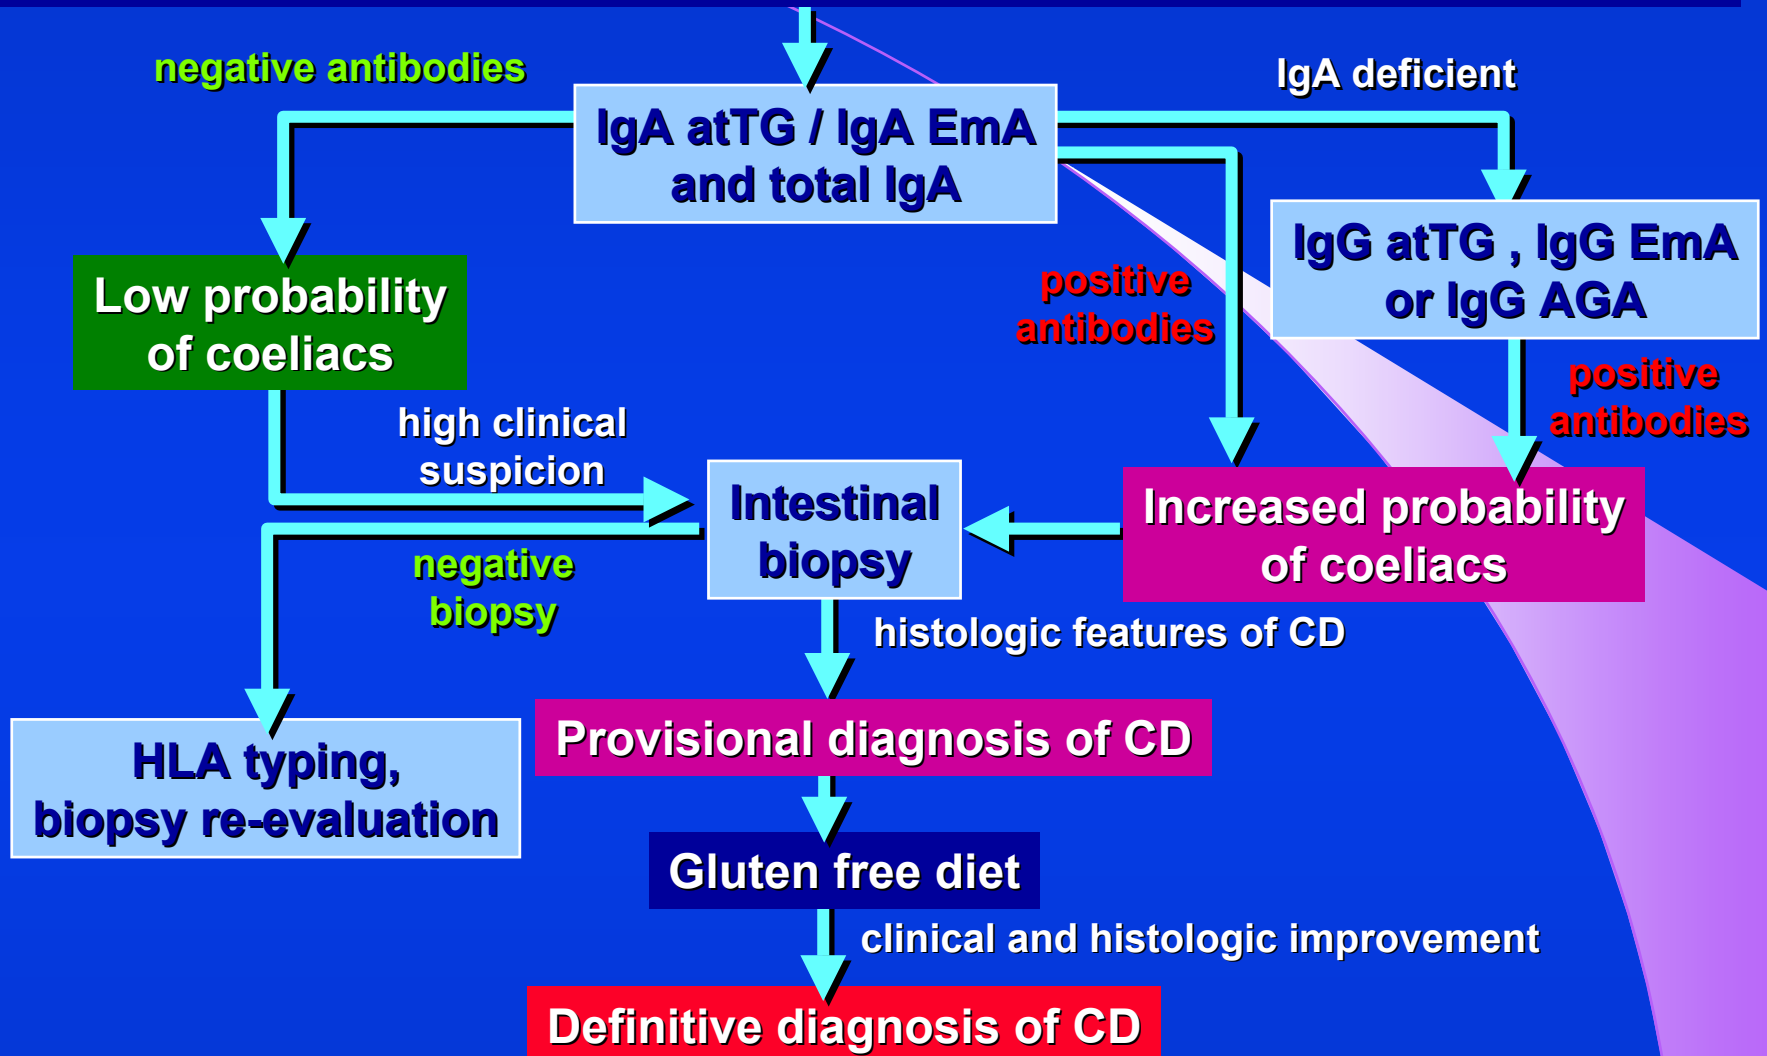 negative antibodies
IgA deficient
IgA atTG / IgA EmA
and total IgA
IgG atTG , IgG EmA
or IgG AGA
Low probability
of coeliacs
positive
antibodies
positive
antibodies
high clinical
suspicion
Intestinal
biopsy
Increased probability
of coeliacs
negative
biopsy
histologic features of CD
HLA typing,
biopsy re-evaluation
Provisional diagnosis of CD
Gluten free diet
clinical and histologic improvement
Definitive diagnosis of CD